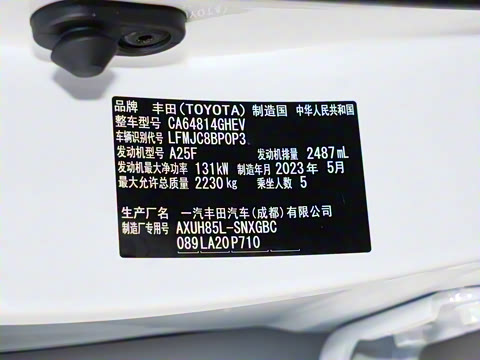 品牌 丰田(TOYOTA) 制造国 中华人民共和国
整车型号 CA64814GHEV
车辆识别代号 LFMJC8BP0P3
发动机型号 A25F 发动机排量 2487mL
发动机最大净功率 131kW 制造年月 2023年 5月
最大允许总质量 2230kg 乘坐人数 5
生产厂名 一汽丰田汽车(成都)有限公司
制造厂专用号 AXUH85L-SNXGBC
089LA20P710